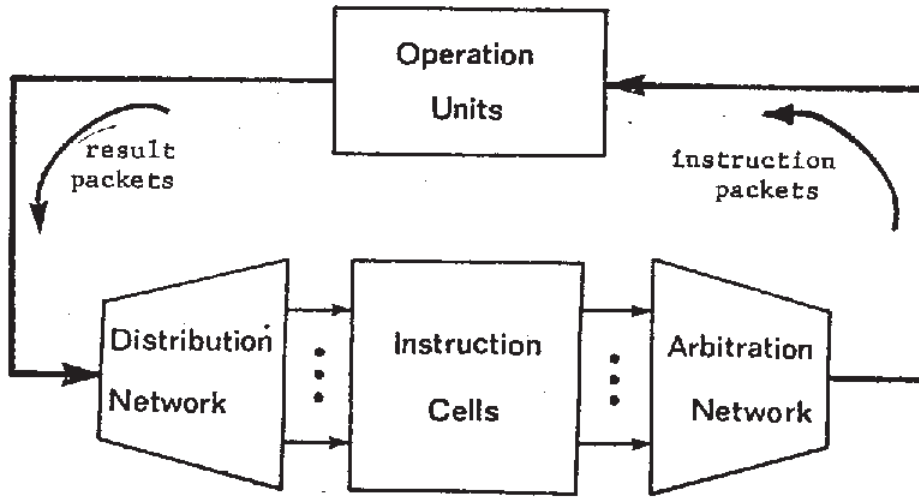 Operation
Units
result
packets
instruction
packets
Distribution
Network
Instruction
Cells
Arbitration
Network